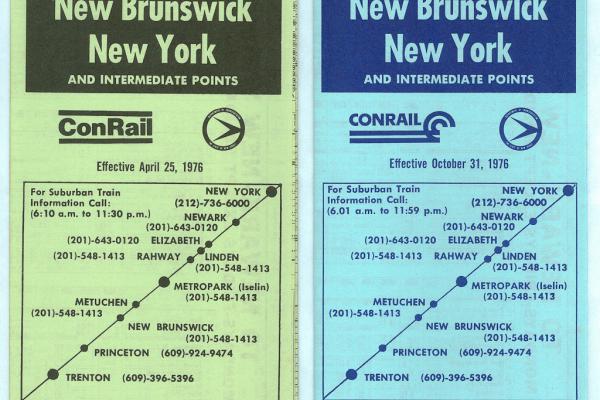 New Brunswick
New York
AND INTERMEDIATE POINTS
ConRail
Effective April 25, 1976
For Suburban Train
Information Call:
(6:10 a.m. to 11:30 p.m.)
NEW YORK
(212)-736-6000
NEWARK
(201)-643-0120
(201)-643-0120 ELIZABETH
(201)-548-1413 RAHWAY
LINDEN
(201)-548-1413
METROPARK (Iselin)
(201)-548-1413
METUCHEN
(201)-548-1413
NEW BRUNSWICK
(201)-548-1413
PRINCETON (609)-924-9474
TRENTON (609)-396-5396
New Brunswick
New York
AND INTERMEDIATE POINTS
CONRAIL
Effective October 31, 1976
For Suburban Train
Information Call:
(6.01 a.m. to 11:59 p.m.)
NEW YORK
(212)-736-6000
NEWARK
(201)-643-0120
(201)-643-0120 ELIZABETH
(201)-548-1413 RAHWAY
LINDEN
(201)-548-1413
METROPARK (Iselin)
(201)-548-1413
METUCHEN
(201)-548-1413
NEW BRUNSWICK
(201)-548-1413
PRINCETON (609)-924-9474
TRENTON (609)-396-5396